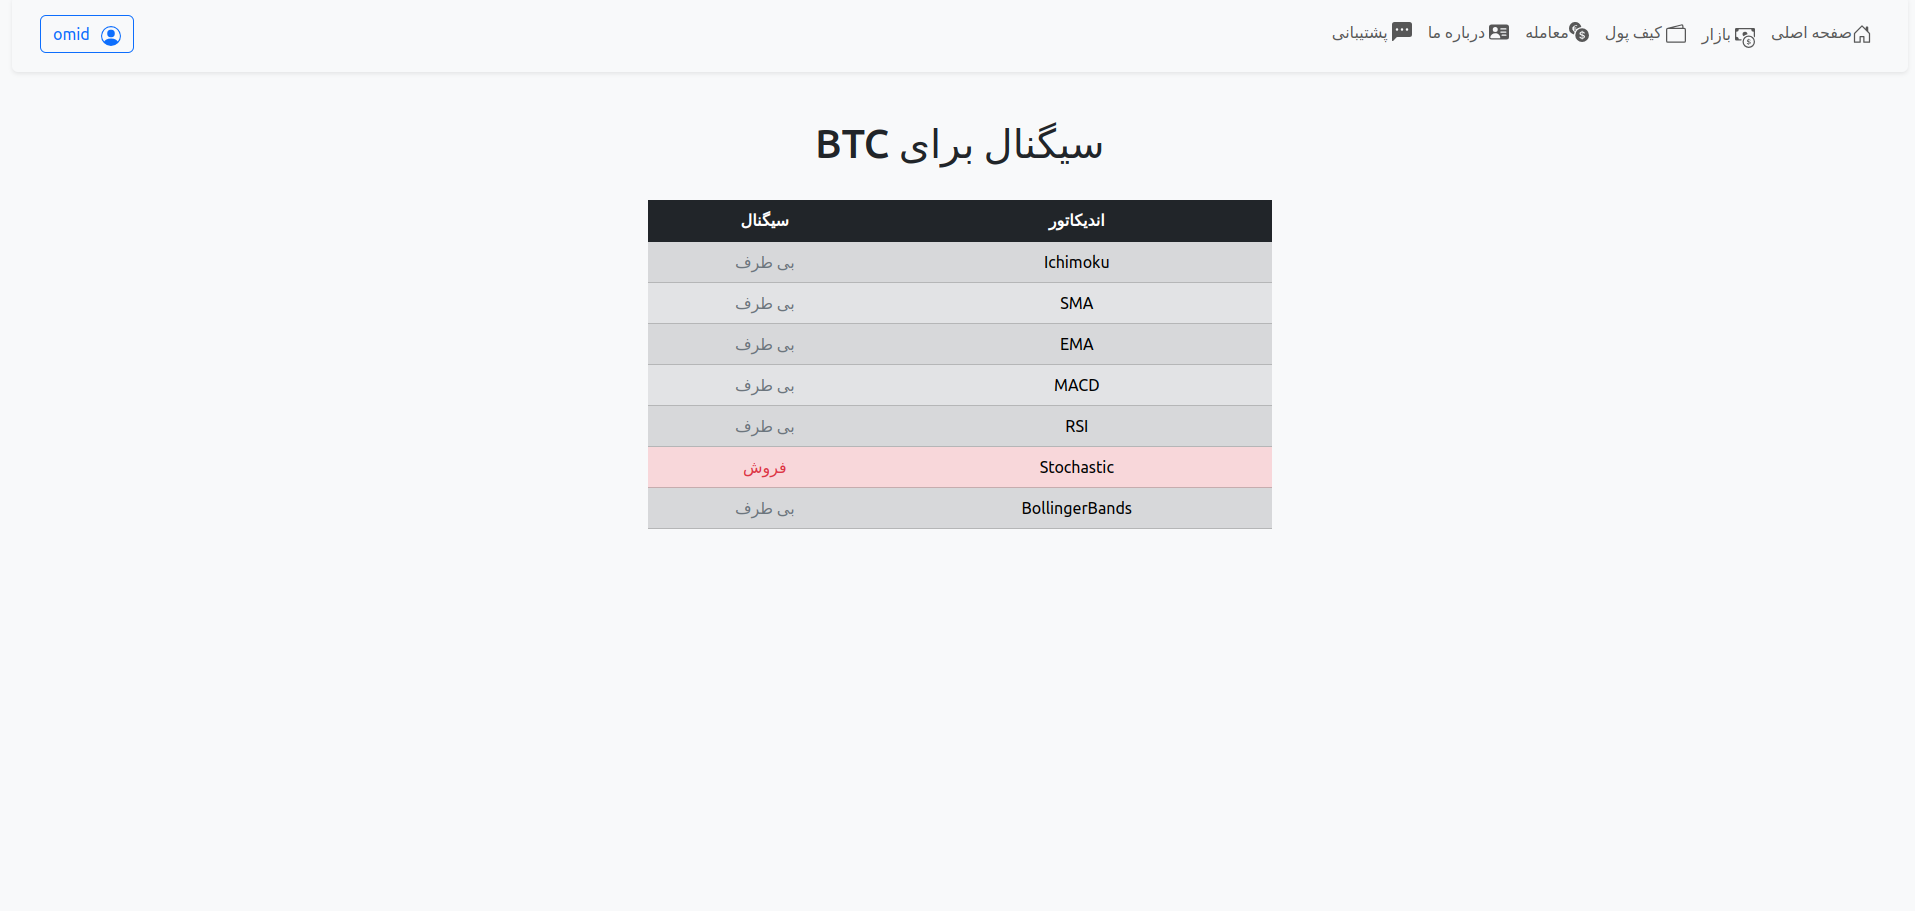 صفحه اصلی
بازار
کیف پول
معامله
درباره ما
پشتیبانی
omid
سیگنال برای BTC
اندیکاتور سیگنال
Ichimoku بی طرف
SMA بی طرف
EMA بی طرف
MACD بی طرف
RSI بی طرف
Stochastic فروش
BollingerBands بی طرف